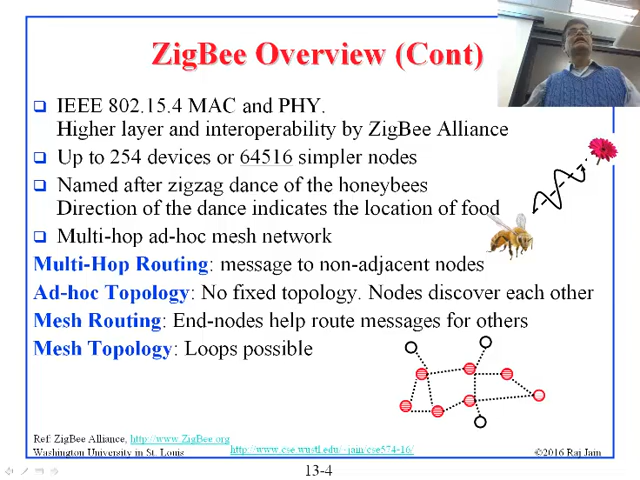 ZigBee Overview (Cont)
IEEE 802.15.4 MAC and PHY.
Higher layer and interoperability by ZigBee Alliance
Up to 254 devices or 64516 simpler nodes
Named after zigzag dance of the honeybees
Direction of the dance indicates the location of food
Multi-hop ad-hoc mesh network
Multi-Hop Routing: message to non-adjacent nodes
Ad-hoc Topology: No fixed topology. Nodes discover each other
Mesh Routing: End-nodes help route messages for others
Mesh Topology: Loops possible
Ref: ZigBee Alliance, http://www.ZigBee.org
Washington University in St. Louis
http://www.cse.wustl.edu/~jain/cse574-16/
©2016 Raj Jain
13-4